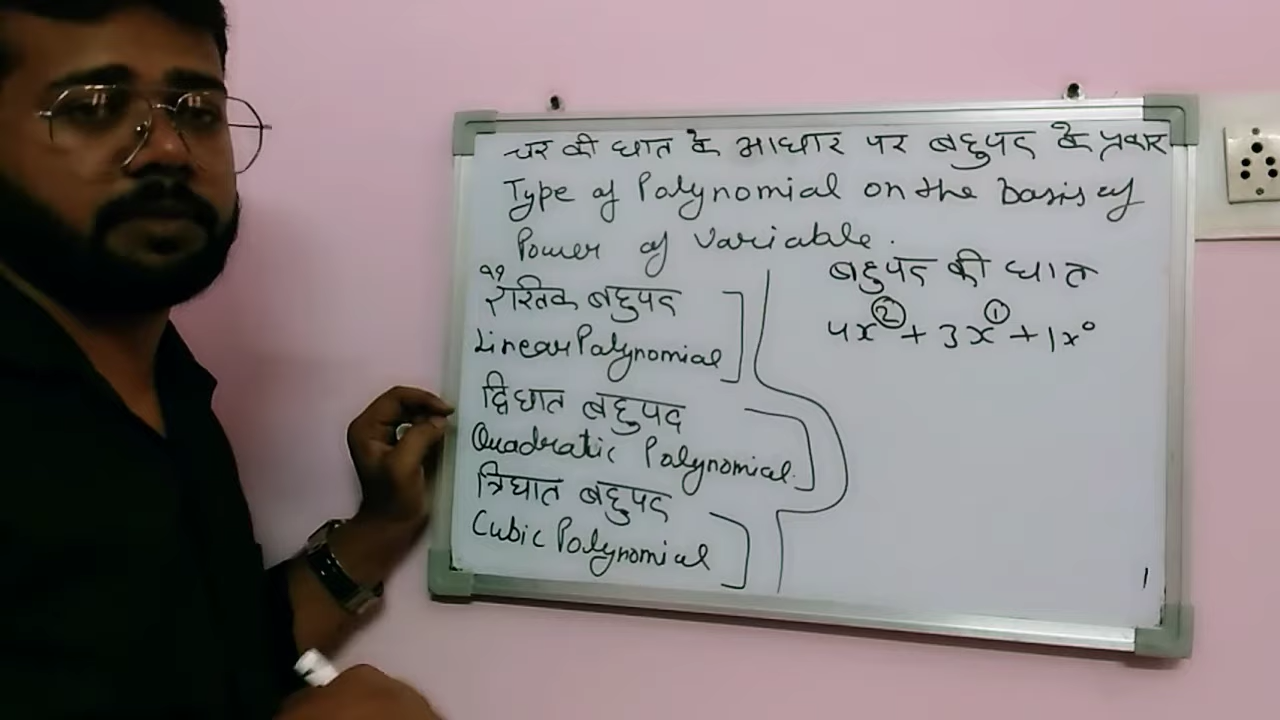 चर की घात के आधार पर बहुपद के प्रकार
Type of Polynomial on the basis of
Power of Variable.
रैखिक बहुपद
Linear Polynomial
द्विघात बहुपद
Quadratic Polynomial.
त्रिघात बहुपद
Cubic Polynomial
बहुपद की घात
4x² + 3x¹ + 1x⁰